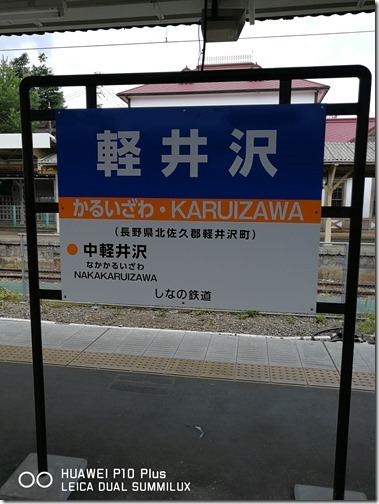 軽井沢
かるいざわ・KARUIZAWA
(長野県北佐久郡軽井沢町)
中軽井沢
なかかるいざわ
NAKAKARUIZAWA
しなの鉄道
HUAWEI P10 Plus
LEICA DUAL SUMMILUX